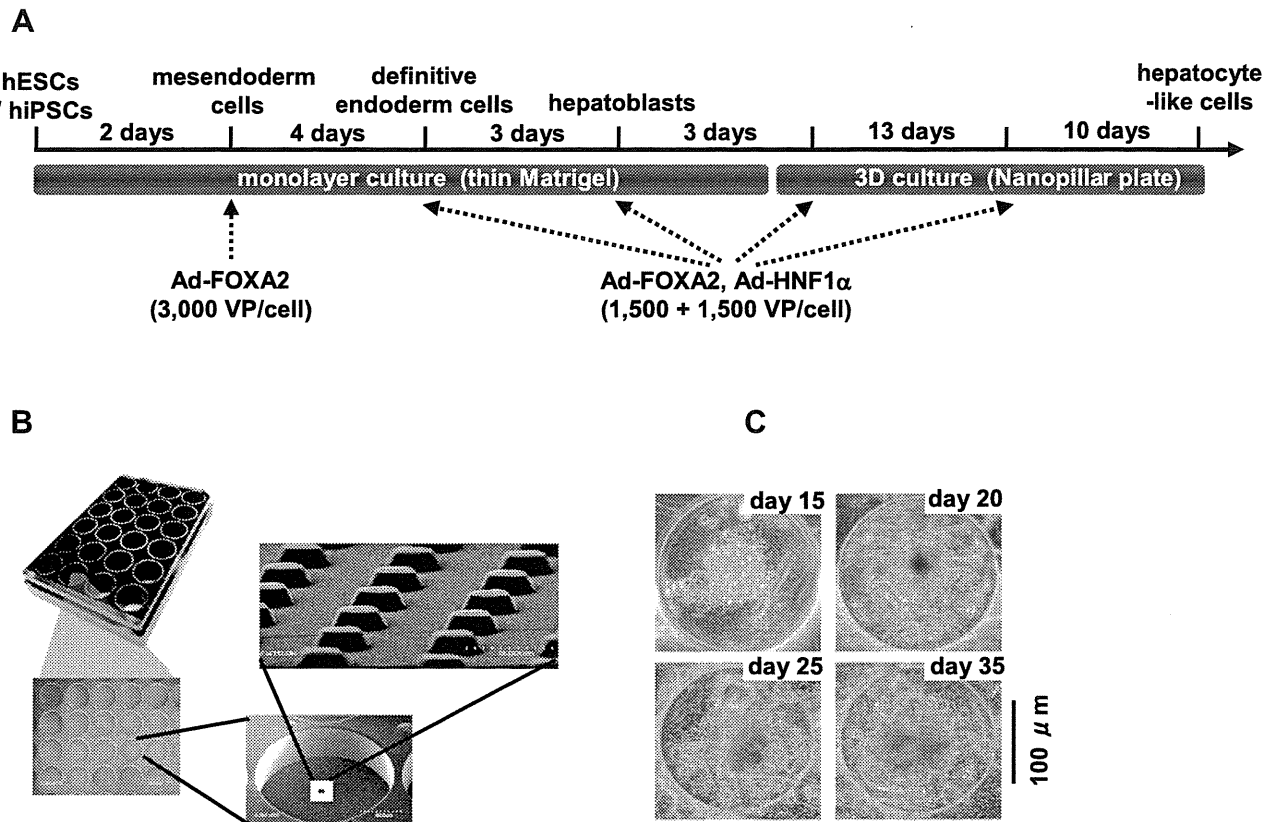 A
hESCs
/ hiPSCs
mesendoderm
cells
definitive
endoderm cells
hepatoblasts
hepatocyte
-like cells
2 days
4 days
3 days
3 days
13 days
10 days
monolayer culture (thin Matrigel)
3D culture (Nanopillar plate)
Ad-FOXA2
(3,000 VP/cell)
Ad-FOXA2, Ad-HNF1α
(1,500 + 1,500 VP/cell)
B
C
day 15
day 20
day 25
day 35
100 μm